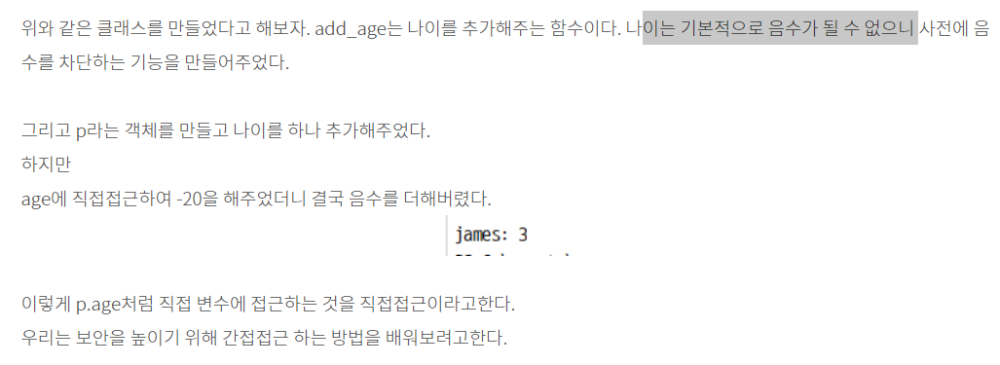 위와 같은 클래스를 만들었다고 해보자. add_age는 나이를 추가해주는 함수이다. 나이는 기본적으로 음수가 될 수 없으니 사전에 음
수를 차단하는 기능을 만들어주었다.
그리고 p라는 객체를 만들고 나이를 하나 추가해주었다.
하지만
age에 직접접근하여 -20을 해주었더니 결국 음수를 더해버렸다.
james: 3
이렇게 p.age처럼 직접 변수에 접근하는 것을 직접접근이라고한다.
우리는 보안을 높이기 위해 간접접근 하는 방법을 배워보려고한다.